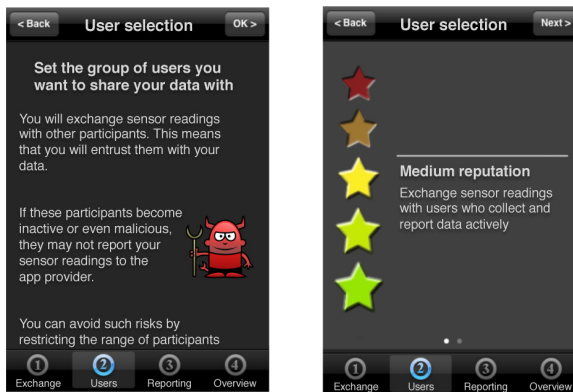 < Back User selection OK >
Set the group of users you
want to share your data with
You will exchange sensor readings
with other participants. This means
that you will entrust them with your
data.
If these participants become
inactive or even malicious,
they may not report your
sensor readings to the
app provider.
You can avoid such risks by
restricting the range of participants
1 2 3 4
Exchange Users Reporting Overview
< Back User selection Next >
Medium reputation
Exchange sensor readings
with users who collect and
report data actively
1 2 3 4
Exchange Users Reporting Overview